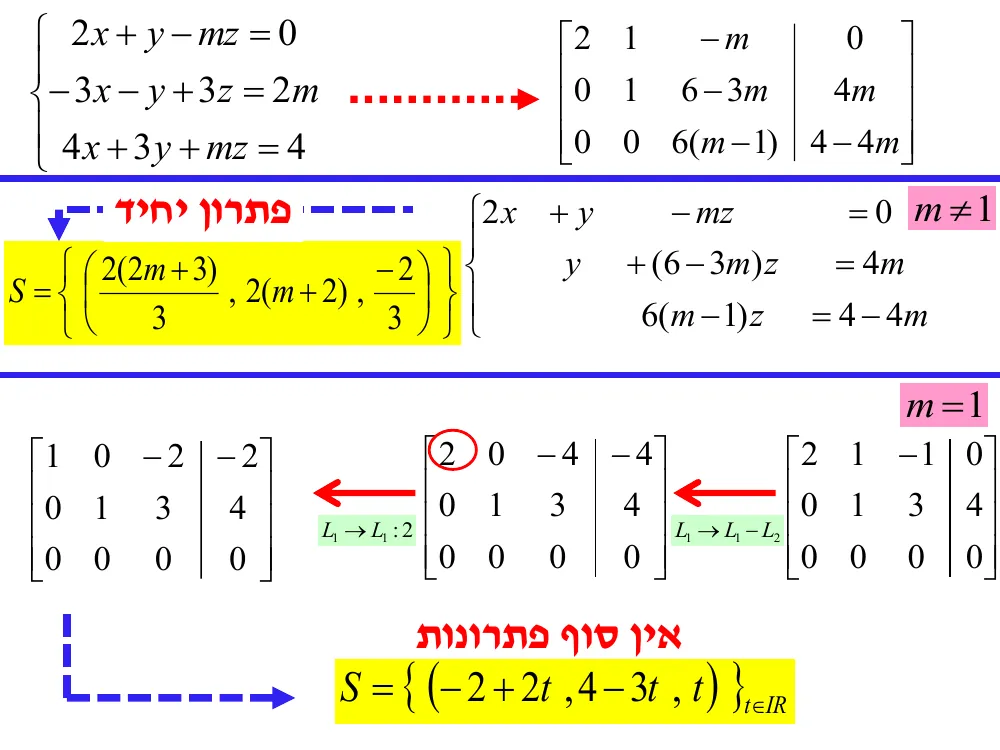 2x + y − mz = 0
−3x − y + 3z = 2m
4x + 3y + mz = 4
2 1 −m 0
0 1 6−3m 4m
0 0 6(m−1) 4−4m
פתרון יחיד
S = { ( 2(2m+3)/3 , 2(m+2) , −2/3 ) }
2x + y − mz = 0
y + (6−3m)z = 4m
6(m−1)z = 4−4m
m ≠ 1
m = 1
2 1 −1 0
0 1 3 4
0 0 0 0
L₁ → L₁ − L₂
2 0 −4 −4
0 1 3 4
0 0 0 0
L₁ → L₁ : 2
1 0 −2 −2
0 1 3 4
0 0 0 0
אין סוף פתרונות
S = { (−2+2t , 4−3t , t) } t∈IR